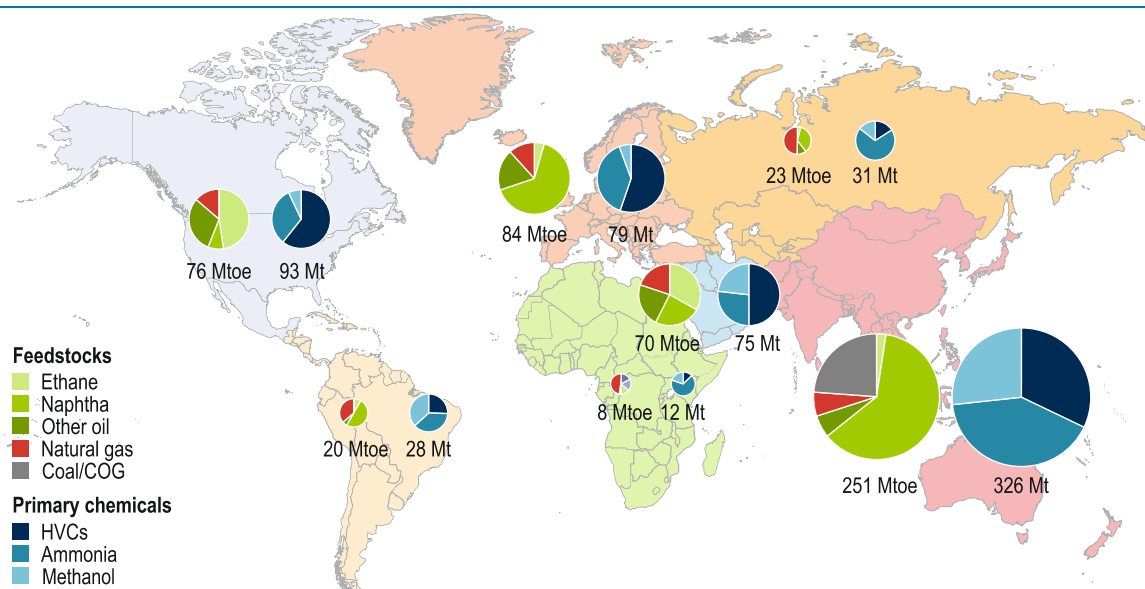 23 Mtoe 31 Mt
84 Mtoe 79 Mt
76 Mtoe 93 Mt
70 Mtoe 75 Mt
Feedstocks
Ethane
Naphtha
Other oil
Natural gas
Coal/COG
8 Mtoe 12 Mt
20 Mtoe 28 Mt
251 Mtoe 326 Mt
Primary chemicals
HVCs
Ammonia
Methanol